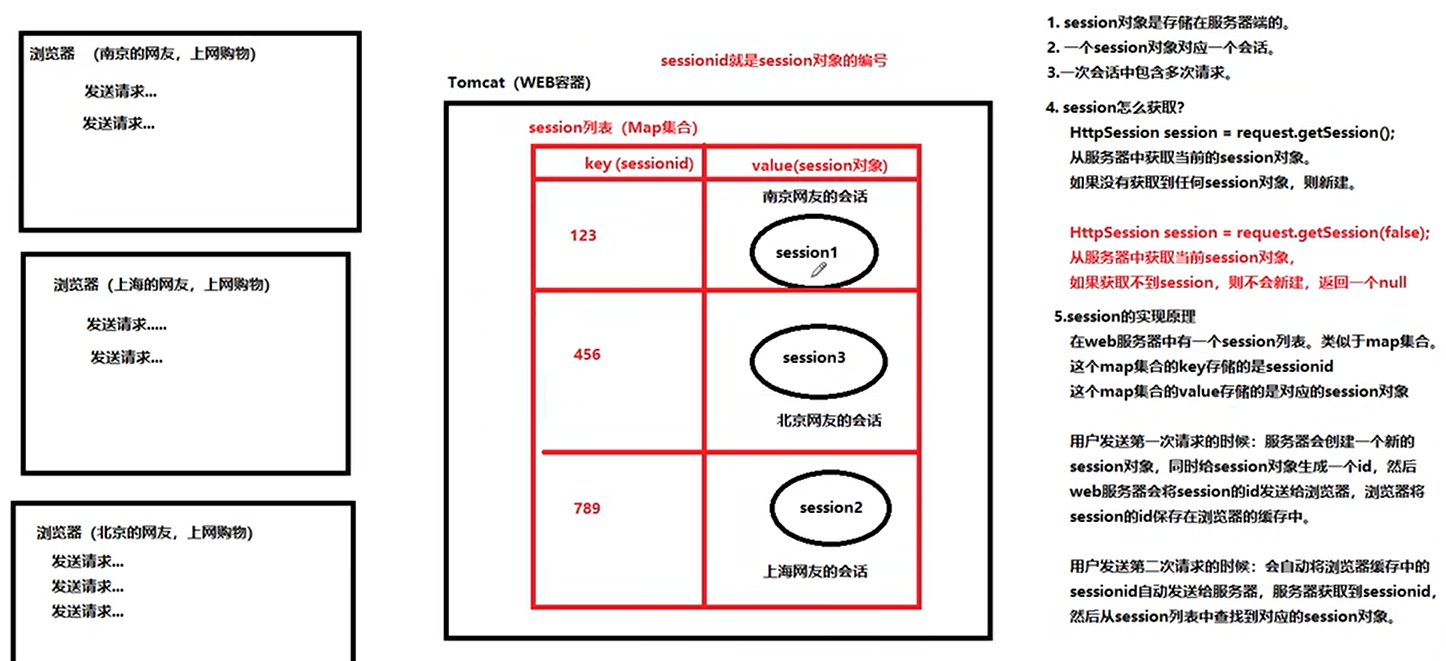 浏览器 (南京的网友，上网购物)
发送请求...
发送请求...
浏览器 (上海的网友，上网购物)
发送请求.....
发送请求...
浏览器 (北京的网友，上网购物)
发送请求...
发送请求...
发送请求...
sessionid就是session对象的编号
Tomcat (WEB容器)
session列表 (Map集合)
key (sessionid)
value(session对象)
南京网友的会话
123
session1
456
session3
北京网友的会话
789
session2
上海网友的会话
1. session对象是存储在服务器端的。
2. 一个session对象对应一个会话。
3.一次会话中包含多次请求。
4. session怎么获取?
HttpSession session = request.getSession();
从服务器中获取当前的session对象。
如果没有获取到任何session对象，则新建。
HttpSession session = request.getSession(false);
从服务器中获取当前session对象，
如果获取不到session，则不会新建，返回一个null
5.session的实现原理
在web服务器中有一个session列表。类似于map集合。
这个map集合的key存储的是sessionid
这个map集合的value存储的是对应的session对象
用户发送第一次请求的时候：服务器会创建一个新的
session对象，同时给session对象生成一个id，然后
web服务器会将session的id发送给浏览器，浏览器将
session的id保存在浏览器的缓存中。
用户发送第二次请求的时候：会自动将浏览器缓存中的
sessionid自动发送给服务器，服务器获取到sessionid，
然后从session列表中查找到对应的session对象。